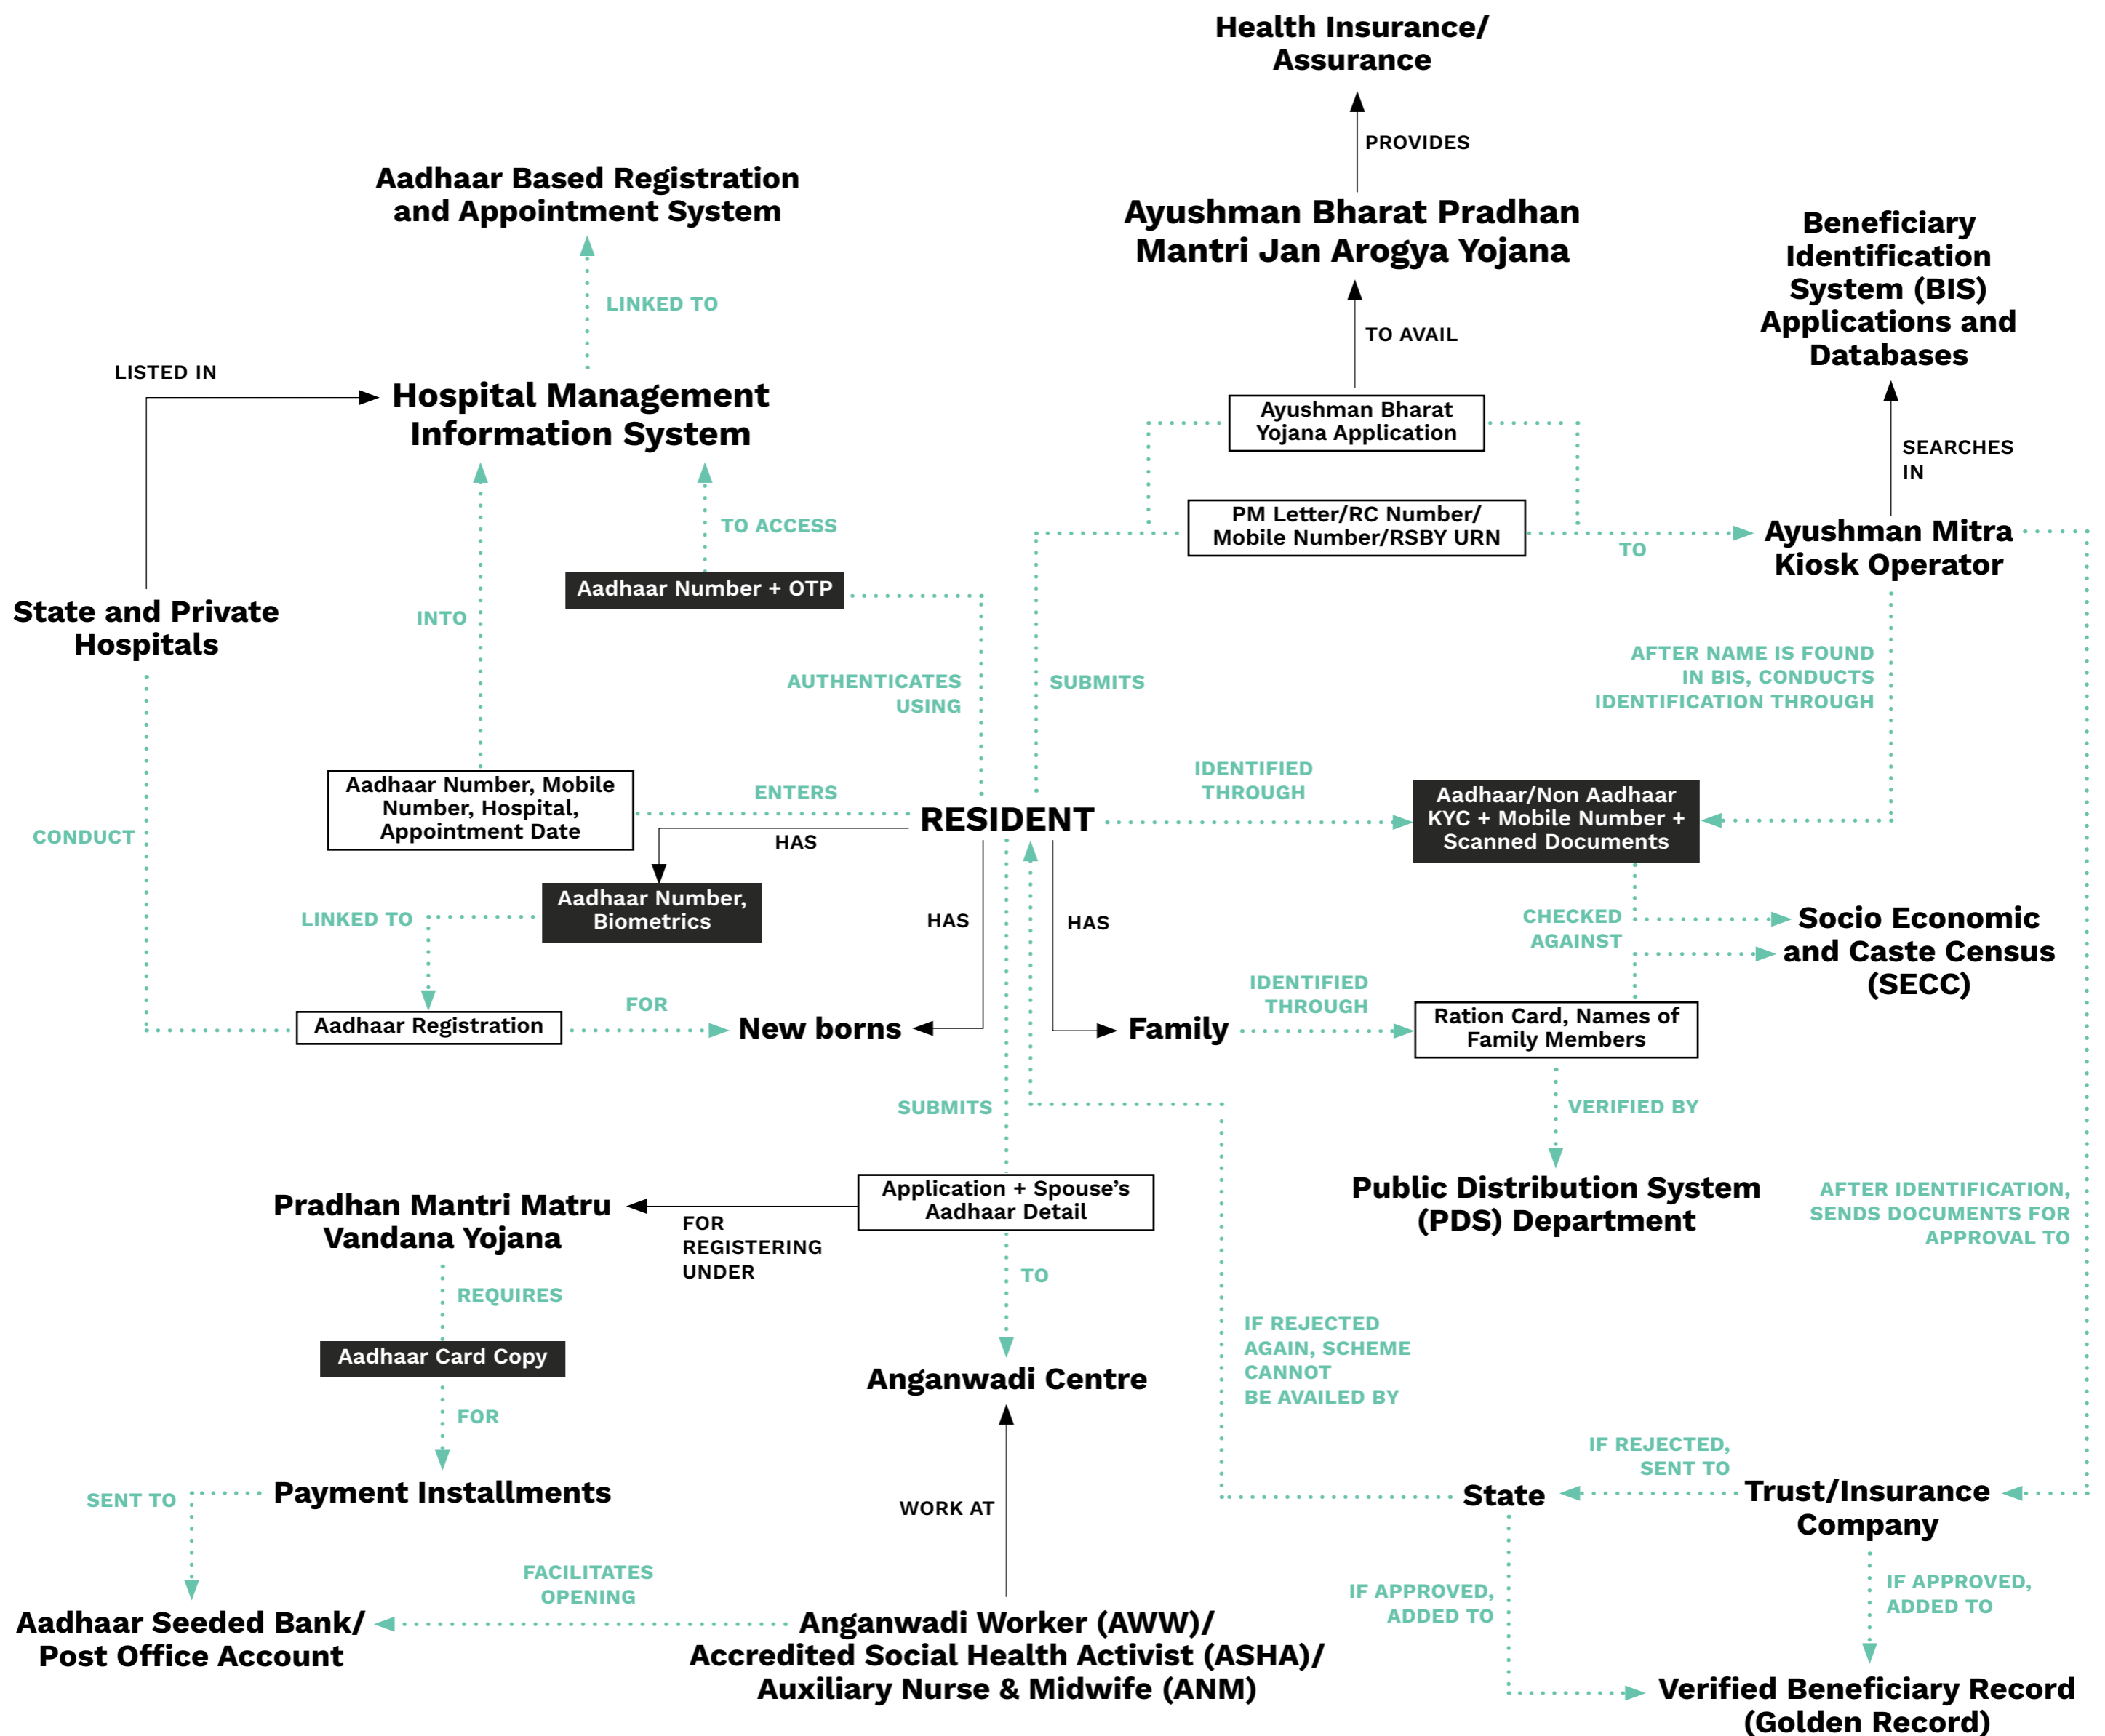 Health Insurance/
Assurance
PROVIDES
Aadhaar Based Registration
and Appointment System
Ayushman Bharat Pradhan
Mantri Jan Arogya Yojana
Beneficiary
Identification
System (BIS)
Applications and
Databases
LINKED TO
TO AVAIL
LISTED IN
Hospital Management
Information System
Ayushman Bharat
Yojana Application
SEARCHES
IN
PM Letter/RC Number/
Mobile Number/RSBY URN
TO ACCESS
TO
Ayushman Mitra
Kiosk Operator
Aadhaar Number + OTP
State and Private
Hospitals
INTO
AUTHENTICATES
USING
SUBMITS
AFTER NAME IS FOUND
IN BIS, CONDUCTS
IDENTIFICATION THROUGH
Aadhaar Number, Mobile
Number, Hospital,
Appointment Date
ENTERS
IDENTIFIED
THROUGH
RESIDENT
Aadhaar/Non Aadhaar
KYC + Mobile Number +
Scanned Documents
CONDUCT
HAS
Aadhaar Number,
Biometrics
LINKED TO
HAS
HAS
CHECKED
AGAINST
Socio Economic
and Caste Census
(SECC)
IDENTIFIED
THROUGH
Aadhaar Registration
FOR
New borns
Family
Ration Card, Names of
Family Members
SUBMITS
VERIFIED BY
Public Distribution System
(PDS) Department
AFTER IDENTIFICATION,
SENDS DOCUMENTS FOR
APPROVAL TO
Pradhan Mantri Matru
Vandana Yojana
FOR
REGISTERING
UNDER
Application + Spouse’s
Aadhaar Detail
REQUIRES
TO
Aadhaar Card Copy
Anganwadi Centre
IF REJECTED
AGAIN, SCHEME
CANNOT
BE AVAILED BY
FOR
IF REJECTED,
SENT TO
SENT TO
Payment Installments
WORK AT
State
Trust/Insurance
Company
FACILITATES
OPENING
IF APPROVED,
ADDED TO
IF APPROVED,
ADDED TO
Aadhaar Seeded Bank/
Post Office Account
Anganwadi Worker (AWW)/
Accredited Social Health Activist (ASHA)/
Auxiliary Nurse & Midwife (ANM)
Verified Beneficiary Record
(Golden Record)